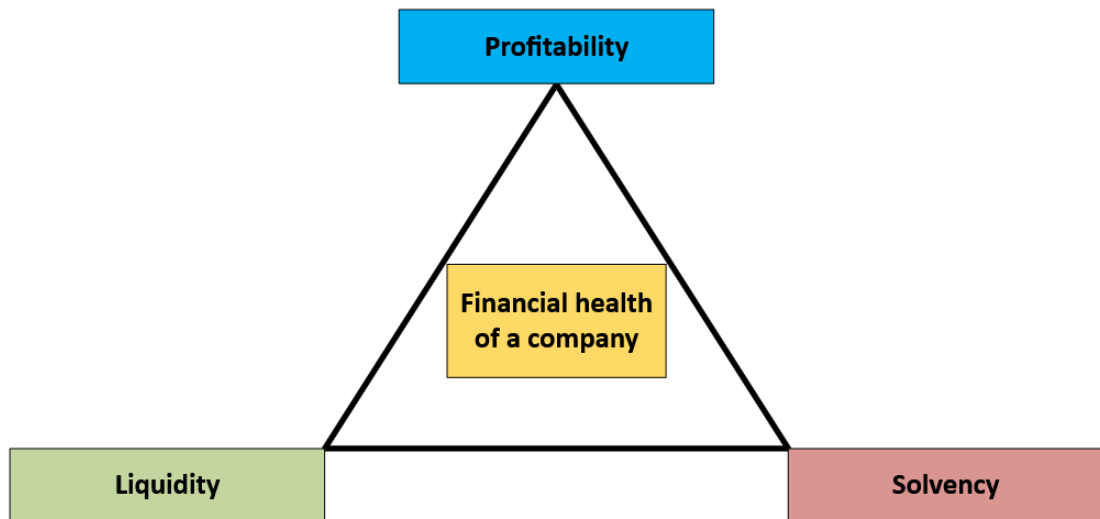 Profitability
Financial health
of a company
Liquidity
Solvency